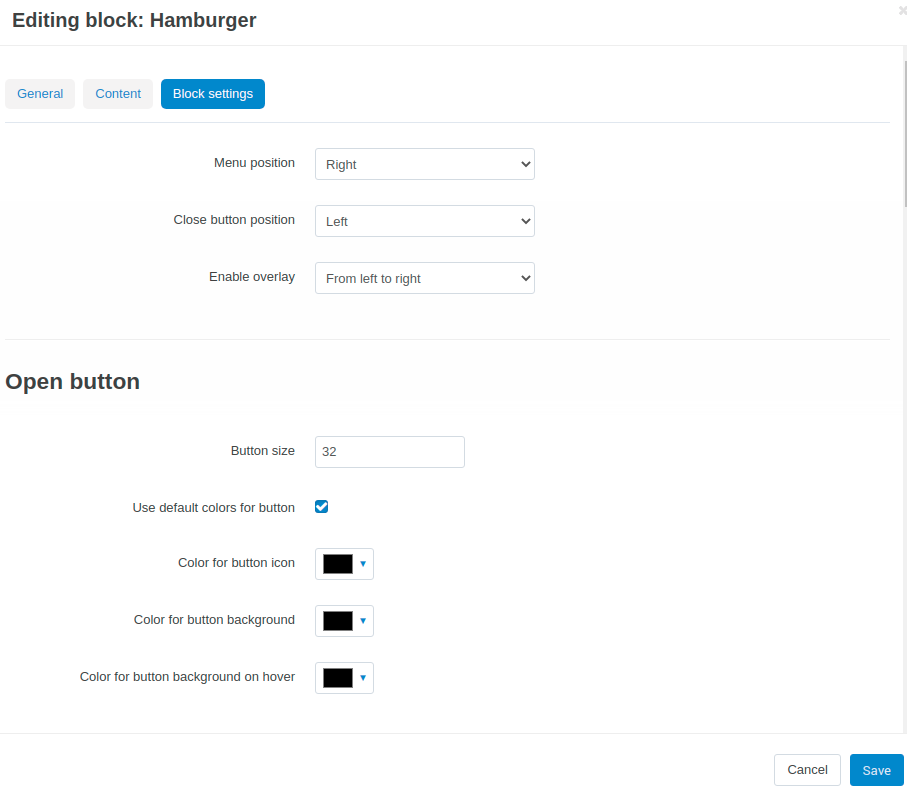 Editing block: Hamburger
General Content Block settings
Menu position Right
Close button position Left
Enable overlay From left to right
Open button
Button size 32
Use default colors for button
Color for button icon
Color for button background
Color for button background on hover
Cancel Save